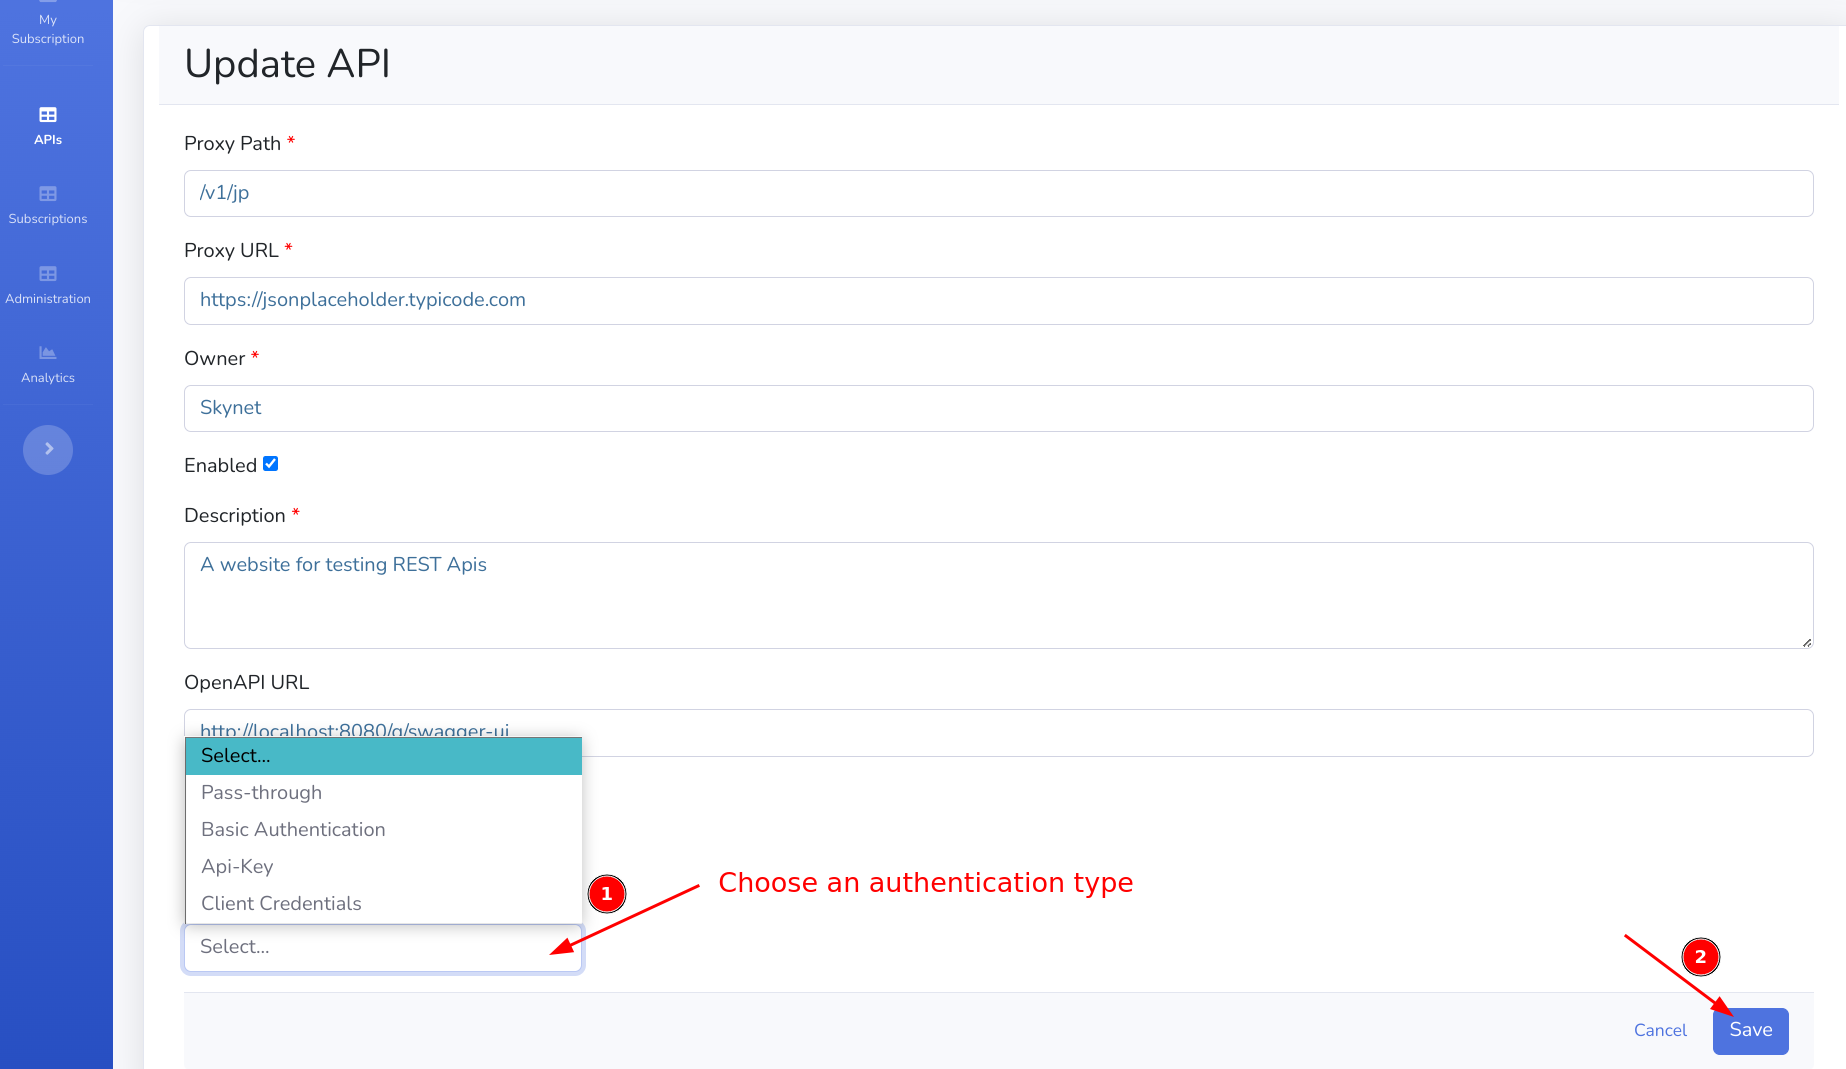 My
Subscription
APIs
Subscriptions
Administration
Analytics
Update API
Proxy Path *
/v1/jp
Proxy URL *
https://jsonplaceholder.typicode.com
Owner *
Skynet
Enabled
Description *
A website for testing REST Apis
OpenAPI URL
http://localhost:8080/q/swagger-ui
Select...
Pass-through
Basic Authentication
Api-Key
Client Credentials
Select...
1
Choose an authentication type
2
Cancel
Save